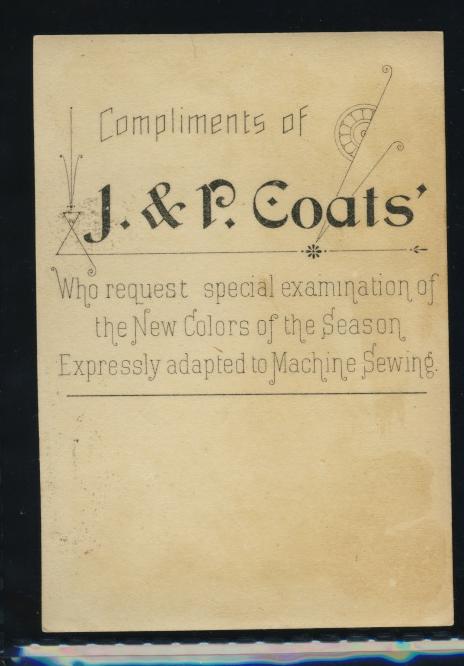 Compliments of
J. & P. Coats'
Who request special examination of
the New Colors of the Season
Expressly adapted to Machine Sewing.